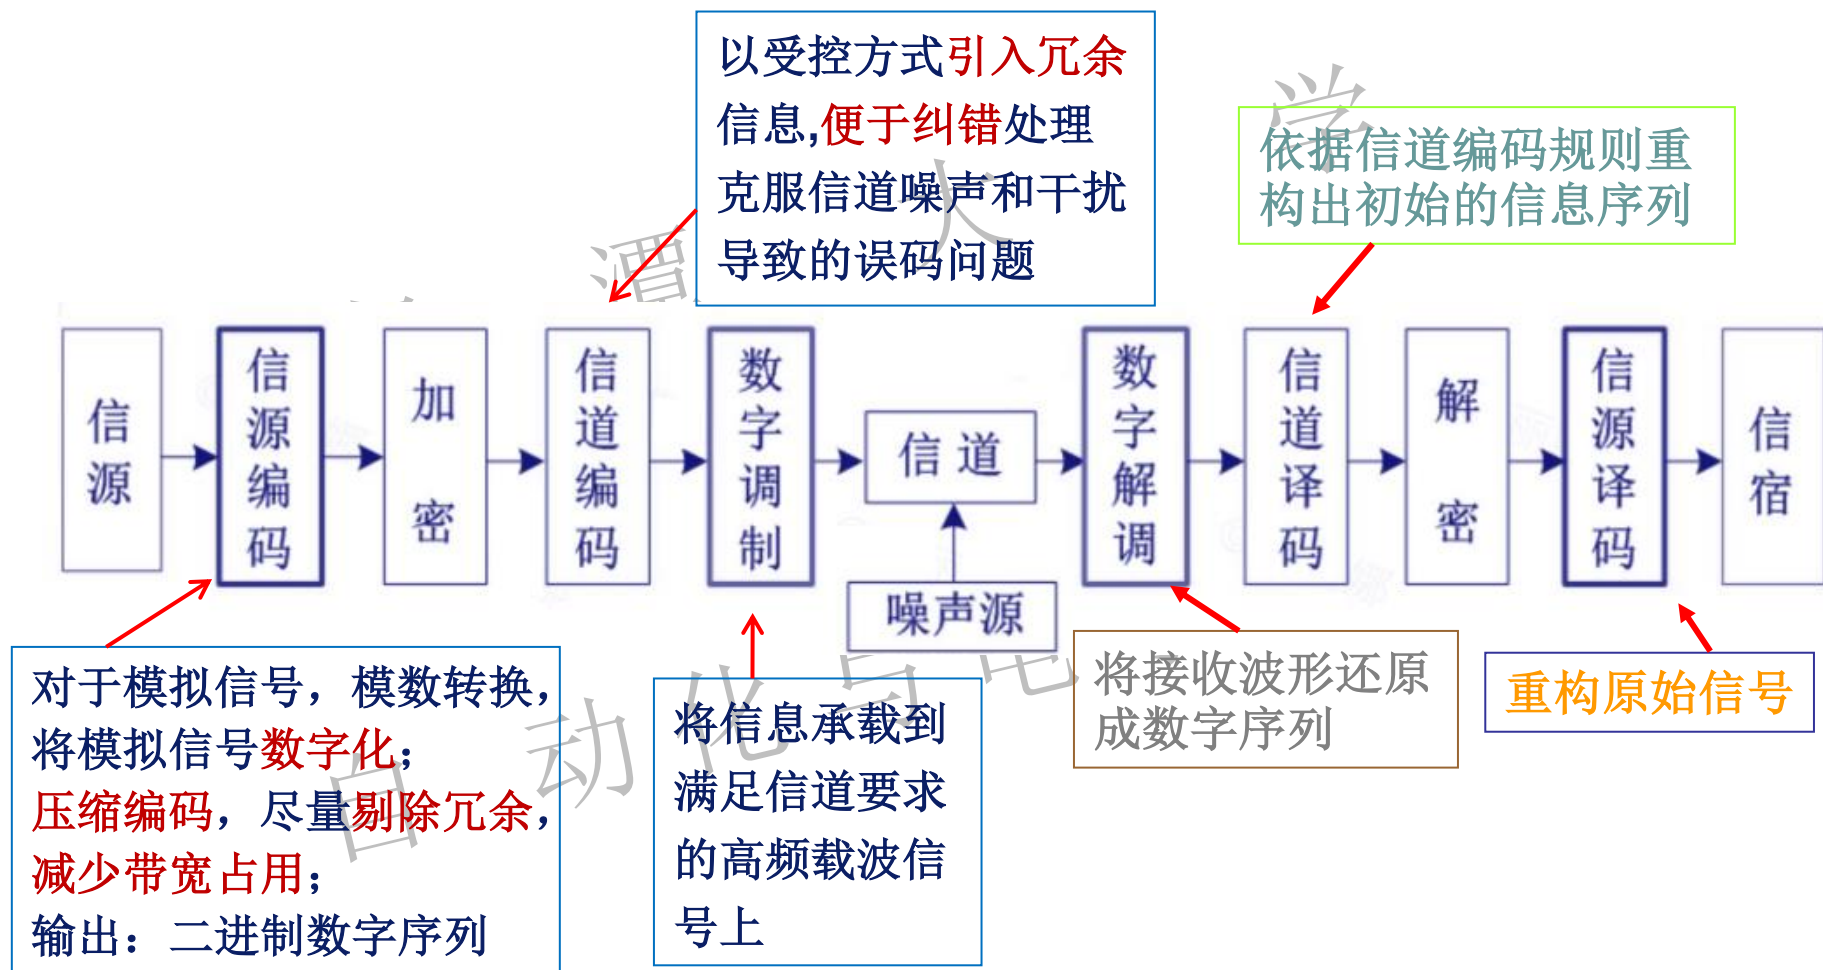 以受控方式引入冗余
信息,便于纠错处理
克服信道噪声和干扰
导致的误码问题
依据信道编码规则重
构出初始的信息序列
信源
信源编码
加密
信道编码
数字调制
信道
噪声源
数字解调
信道译码
解密
信源译码
信宿
对于模拟信号，模数转换，
将模拟信号数字化；
压缩编码，尽量剔除冗余，
减少带宽占用；
输出：二进制数字序列
将信息承载到
满足信道要求
的高频载波信
号上
将接收波形还原
成数字序列
重构原始信号
潭大学
自动化与电